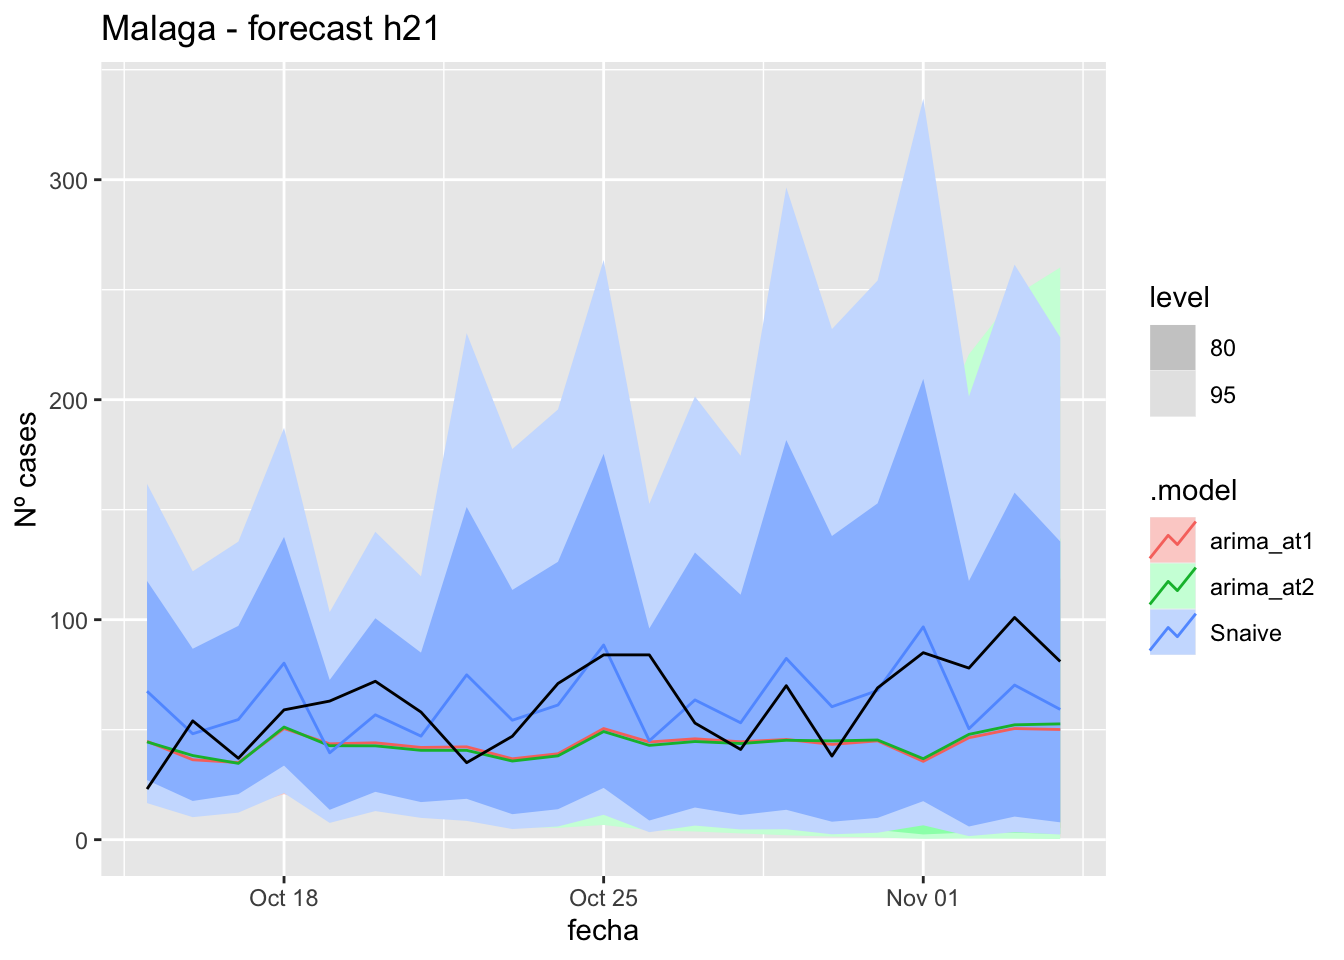 Malaga - forecast h21
300
200
100
0
Nº cases
Oct 18
Oct 25
Nov 01
fecha
level
80
95
.model
arima_at1
arima_at2
Snaive